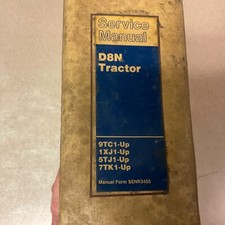 Service
Manual
D8N
Tractor
9TC1-Up
1XJ1-Up
5TJ1-Up
7TK1-Up
Manual Form SENR3455